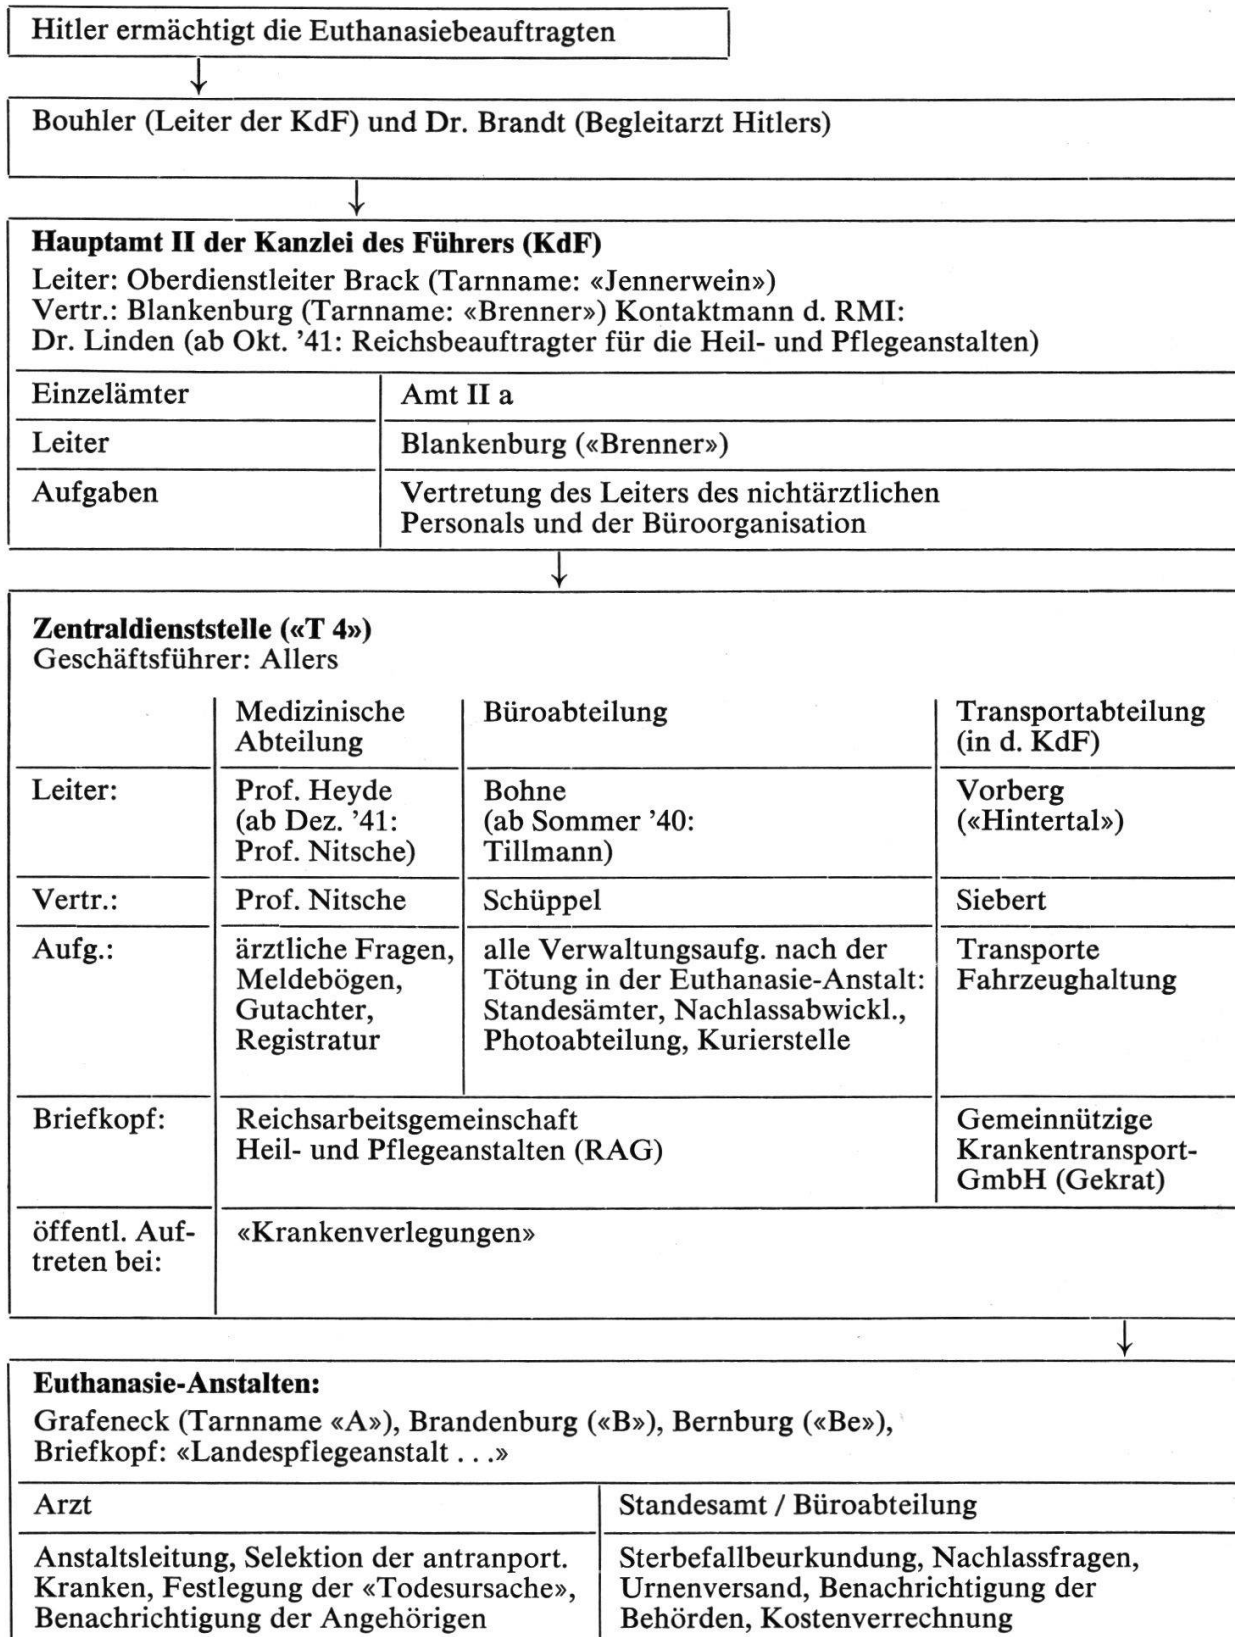 Hitler ermächtigt die Euthanasiebeauftragten
↓
Bouhler (Leiter der KdF) und Dr. Brandt (Begleitarzt Hitlers)
↓
Hauptamt II der Kanzlei des Führers (KdF)
Leiter: Oberdienstleiter Brack (Tarnname: «Jennerwein»)
Vertr.: Blankenburg (Tarnname: «Brenner») Kontaktmann d. RMI:
Dr. Linden (ab Okt. ’41: Reichsbeauftragter für die Heil- und Pflegeanstalten)
Einzelämter
Amt II a
Leiter
Blankenburg («Brenner»)
Aufgaben
Vertretung des Leiters des nichtärztlichen
Personals und der Büroorganisation
↓
Zentraldienststelle («T 4»)
Geschäftsführer: Allers
Medizinische
Abteilung
Büroabteilung
Transportabteilung
(in d. KdF)
Leiter:
Prof. Heyde
(ab Dez. ’41:
Prof. Nitsche)
Bohne
(ab Sommer ’40:
Tillmann)
Vorberg
(«Hintertal»)
Vertr.:
Prof. Nitsche
Schüppel
Siebert
Aufg.:
ärztliche Fragen,
Meldebögen,
Gutachter,
Registratur
alle Verwaltungsaufg. nach der
Tötung in der Euthanasie-Anstalt:
Standesämter, Nachlassabwickl.,
Photoabteilung, Kurierstelle
Transporte
Fahrzeughaltung
Briefkopf:
Reichsarbeitsgemeinschaft
Heil- und Pflegeanstalten (RAG)
Gemeinnützige
Krankentransport-
GmbH (Gekrat)
öffentl. Auf-
treten bei:
«Krankenverlegungen»
↓
Euthanasie-Anstalten:
Grafeneck (Tarnname «A»), Brandenburg («B»), Bernburg («Be»),
Briefkopf: «Landespflegeanstalt . . .»
Arzt
Standesamt / Büroabteilung
Anstaltsleitung, Selektion der antranport.
Kranken, Festlegung der «Todesursache»,
Benachrichtigung der Angehörigen
Sterbefallbeurkundung, Nachlassfragen,
Urnenversand, Benachrichtigung der
Behörden, Kostenverrechnung